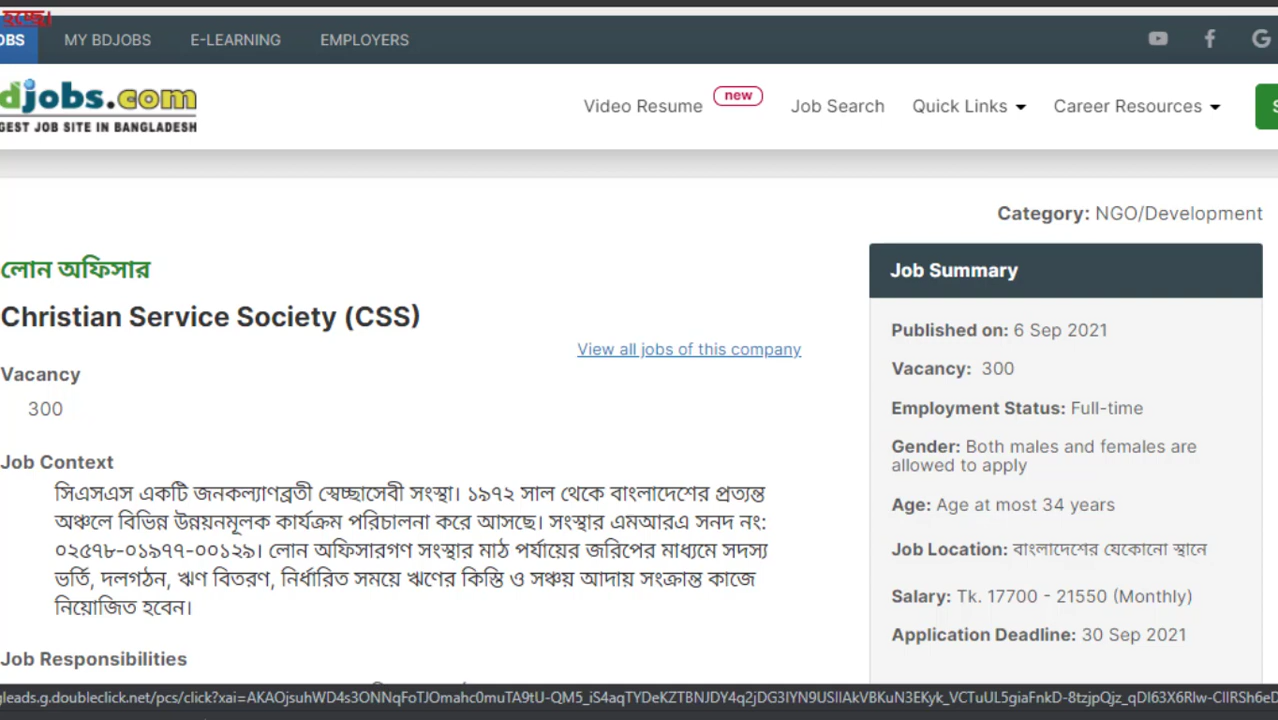 হচ্ছে।
OBS MY BDJOBS E-LEARNING EMPLOYERS
djobs.com
GEST JOB SITE IN BANGLADESH
Video Resume new Job Search Quick Links Career Resources S
Category: NGO/Development
লোন অফিসার
Christian Service Society (CSS)
View all jobs of this company
Vacancy
300
Job Context
সিএসএস একটি জনকল্যাণব্রতী স্বেচ্ছাসেবী সংস্থা। ১৯৭২ সাল থেকে বাংলাদেশের প্রত্যন্ত
অঞ্চলে বিভিন্ন উন্নয়নমূলক কার্যক্রম পরিচালনা করে আসছে। সংস্থার এমআরএ সনদ নং:
০২৫৭৮-০১৯৭৭-০০১২৯। লোন অফিসারগণ সংস্থার মাঠ পর্যায়ের জরিপের মাধ্যমে সদস্য
ভর্তি, দলগঠন, ঋণ বিতরণ, নির্ধারিত সময়ে ঋণের কিস্তি ও সঞ্চয় আদায় সংক্রান্ত কাজে
নিয়োজিত হবেন।
Job Responsibilities
Job Summary
Published on: 6 Sep 2021
Vacancy: 300
Employment Status: Full-time
Gender: Both males and females are
allowed to apply
Age: Age at most 34 years
Job Location: বাংলাদেশের যেকোনো স্থানে
Salary: Tk. 17700 - 21550 (Monthly)
Application Deadline: 30 Sep 2021